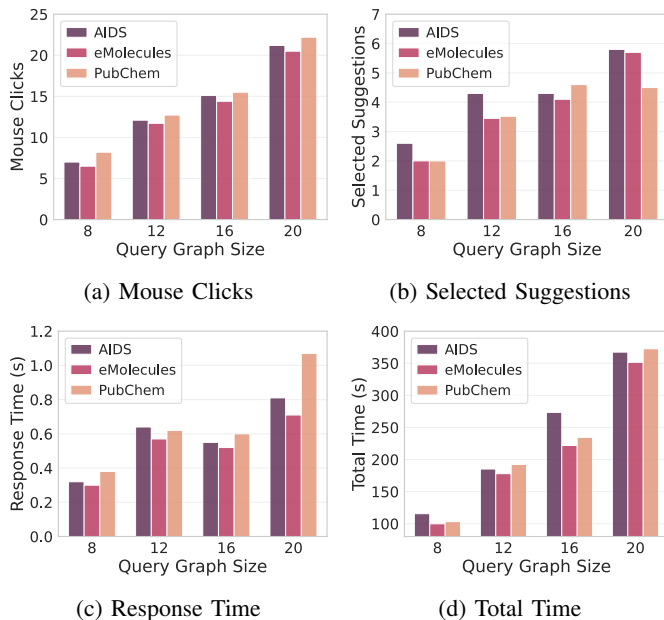 25
20
15
10
5
0
Mouse Clicks
AIDS
eMolecules
PubChem
8 12 16 20
Query Graph Size
(a) Mouse Clicks
6
5
4
3
2
1
0
Selected Suggestions
AIDS
eMolecules
PubChem
8 12 16 20
Query Graph Size
(b) Selected Suggestions
1.2
1.0
0.8
0.6
0.4
0.2
0.0
Response Time (s)
AIDS
eMolecules
PubChem
8 12 16 20
Query Graph Size
(c) Response Time
400
350
300
250
200
150
100
Total Time (s)
AIDS
eMolecules
PubChem
8 12 16 20
Query Graph Size
(d) Total Time